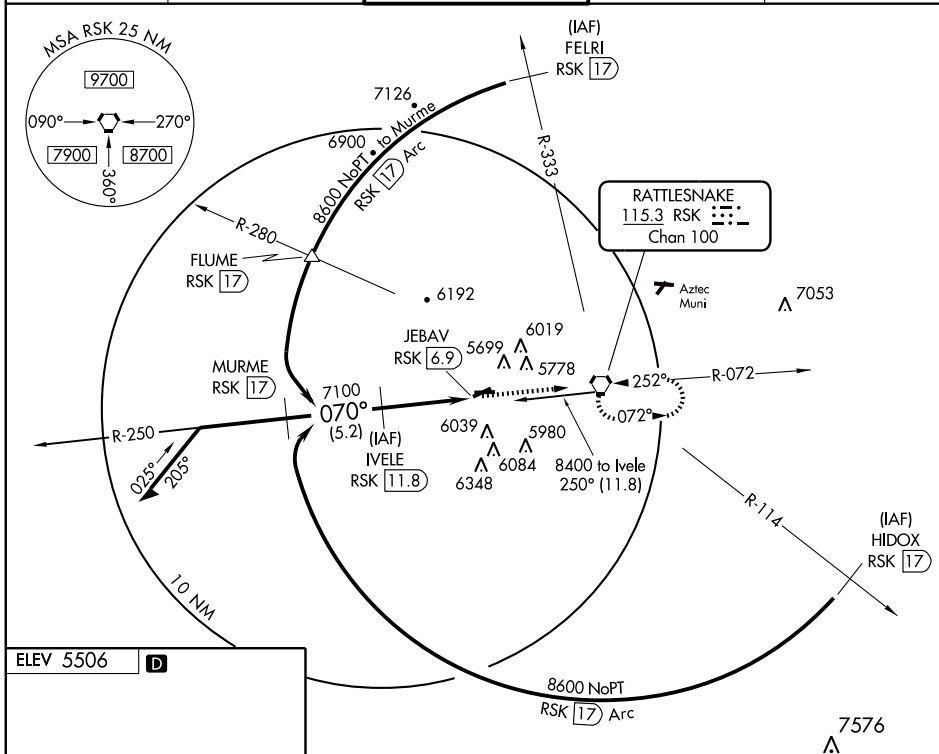 MSA RSK 25 NM
9700
090°
270°
7900
8700
360°
(IAF)
FELRI
RSK 17
7126
6900
8600 NoPT to Murme
RSK 17 Arc
R-333
R-280
FLUME
RSK 17
RATTLESNAKE
115.3 RSK
Chan 100
6192
Aztec
Muni
7053
JEBAV
RSK 6.9
5699
6019
5778
MURME
RSK 17
7100
070°
(5.2)
252°
R-072
072°
R-250
(IAF)
IVELE
RSK 11.8
6039
5980
6084
6348
8400 to Ivele
250° (11.8)
025°
205°
R-114
(IAF)
HIDOX
RSK 17
10 NM
ELEV 5506 D
8600 NoPT
RSK 17 Arc
7576